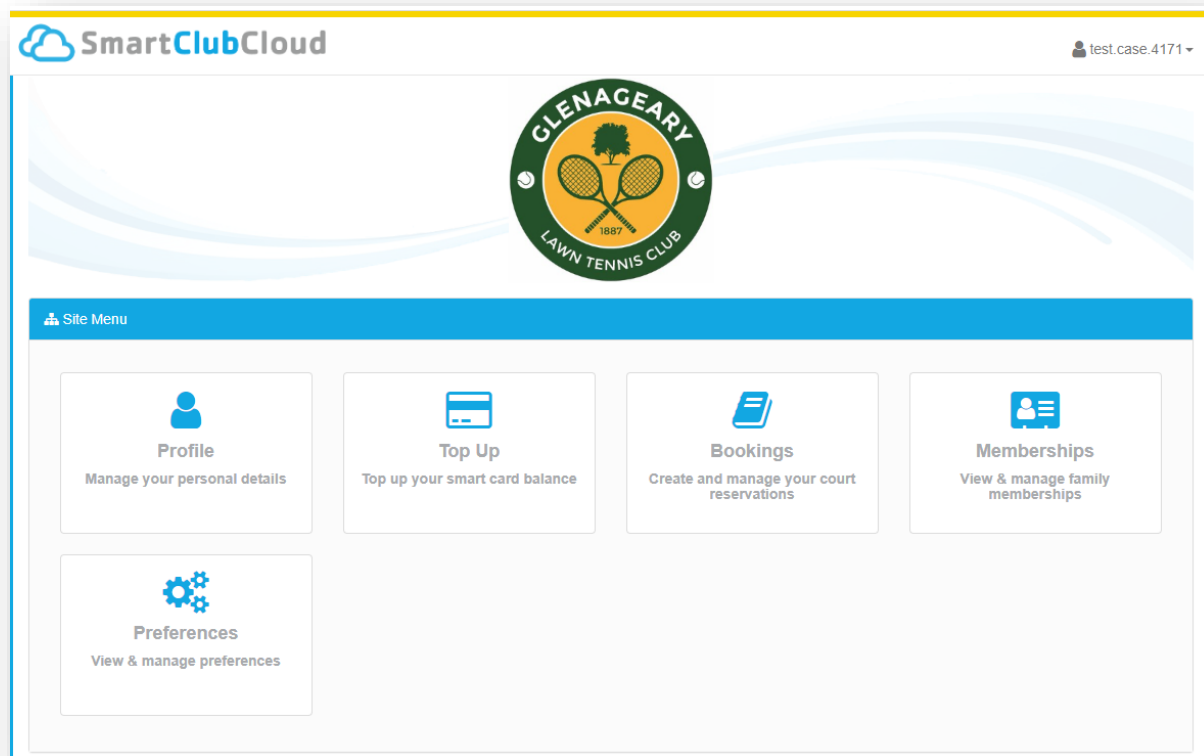 SmartClubCloud
test.case.4171
GLENAGEARY
1887
LAWN TENNIS CLUB
Site Menu
Profile
Manage your personal details
Top Up
Top up your smart card balance
Bookings
Create and manage your court
reservations
Memberships
View & manage family
memberships
Preferences
View & manage preferences